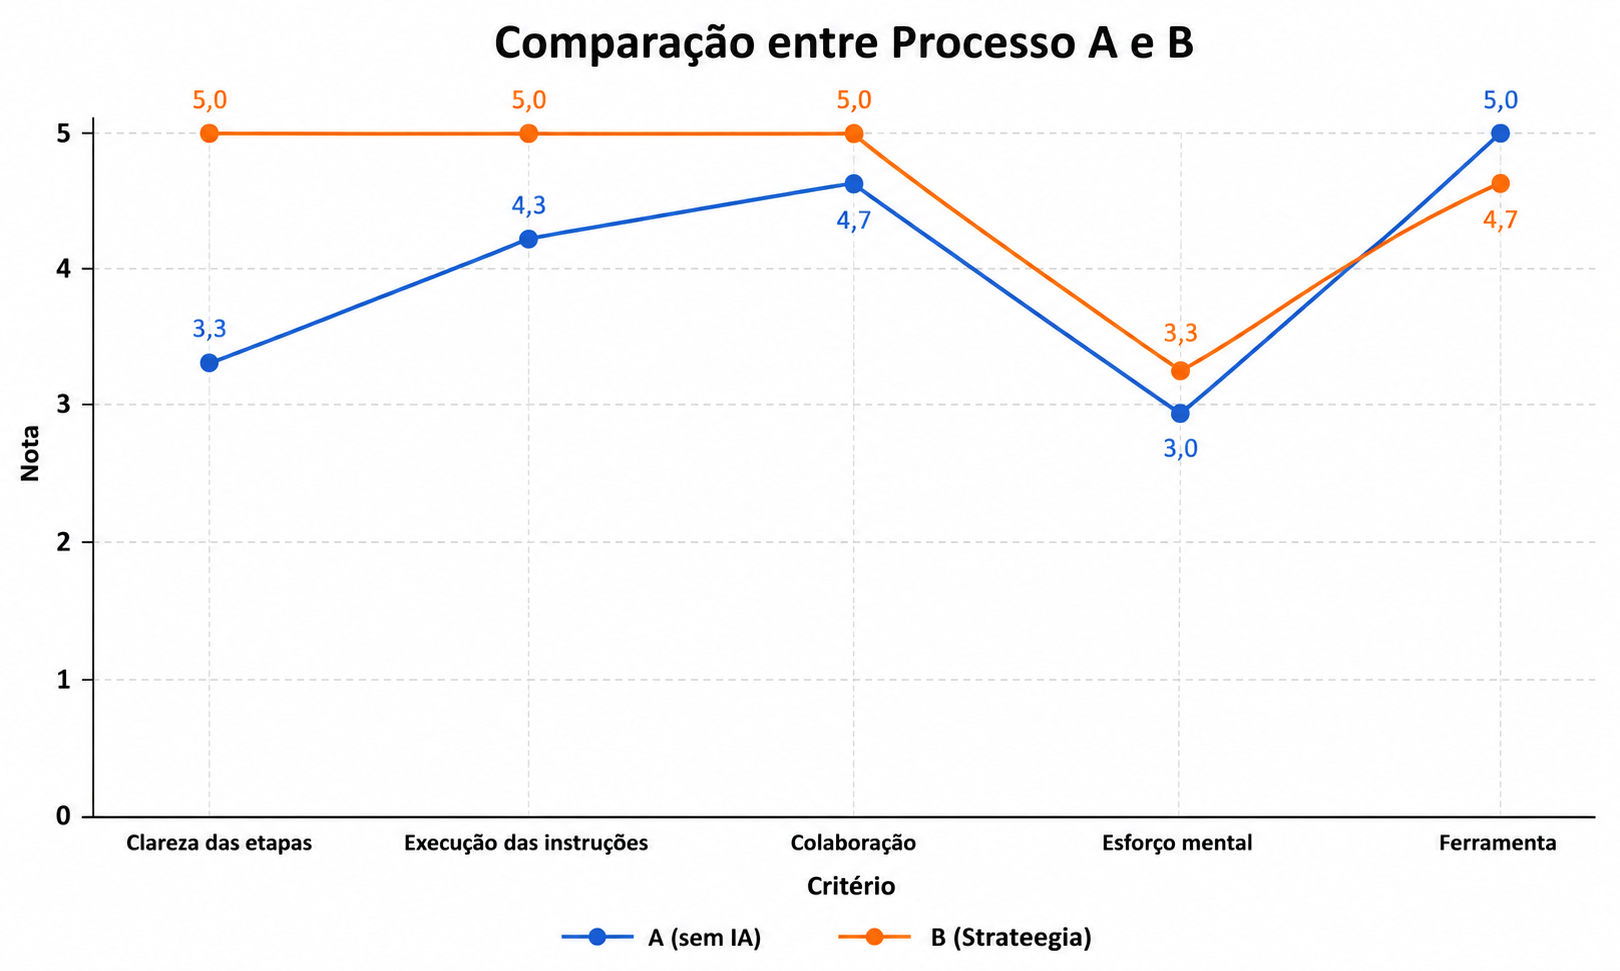 Comparação entre Processo A e B
5,0 5,0 5,0 5,0
5
4,3 4,7 4,7
4
3,3 3,3
3
3,0
Nota
2
1
0
Clareza das etapas Execução das instruções Colaboração Esforço mental Ferramenta
Critério
A (sem IA) B (Strateegia)